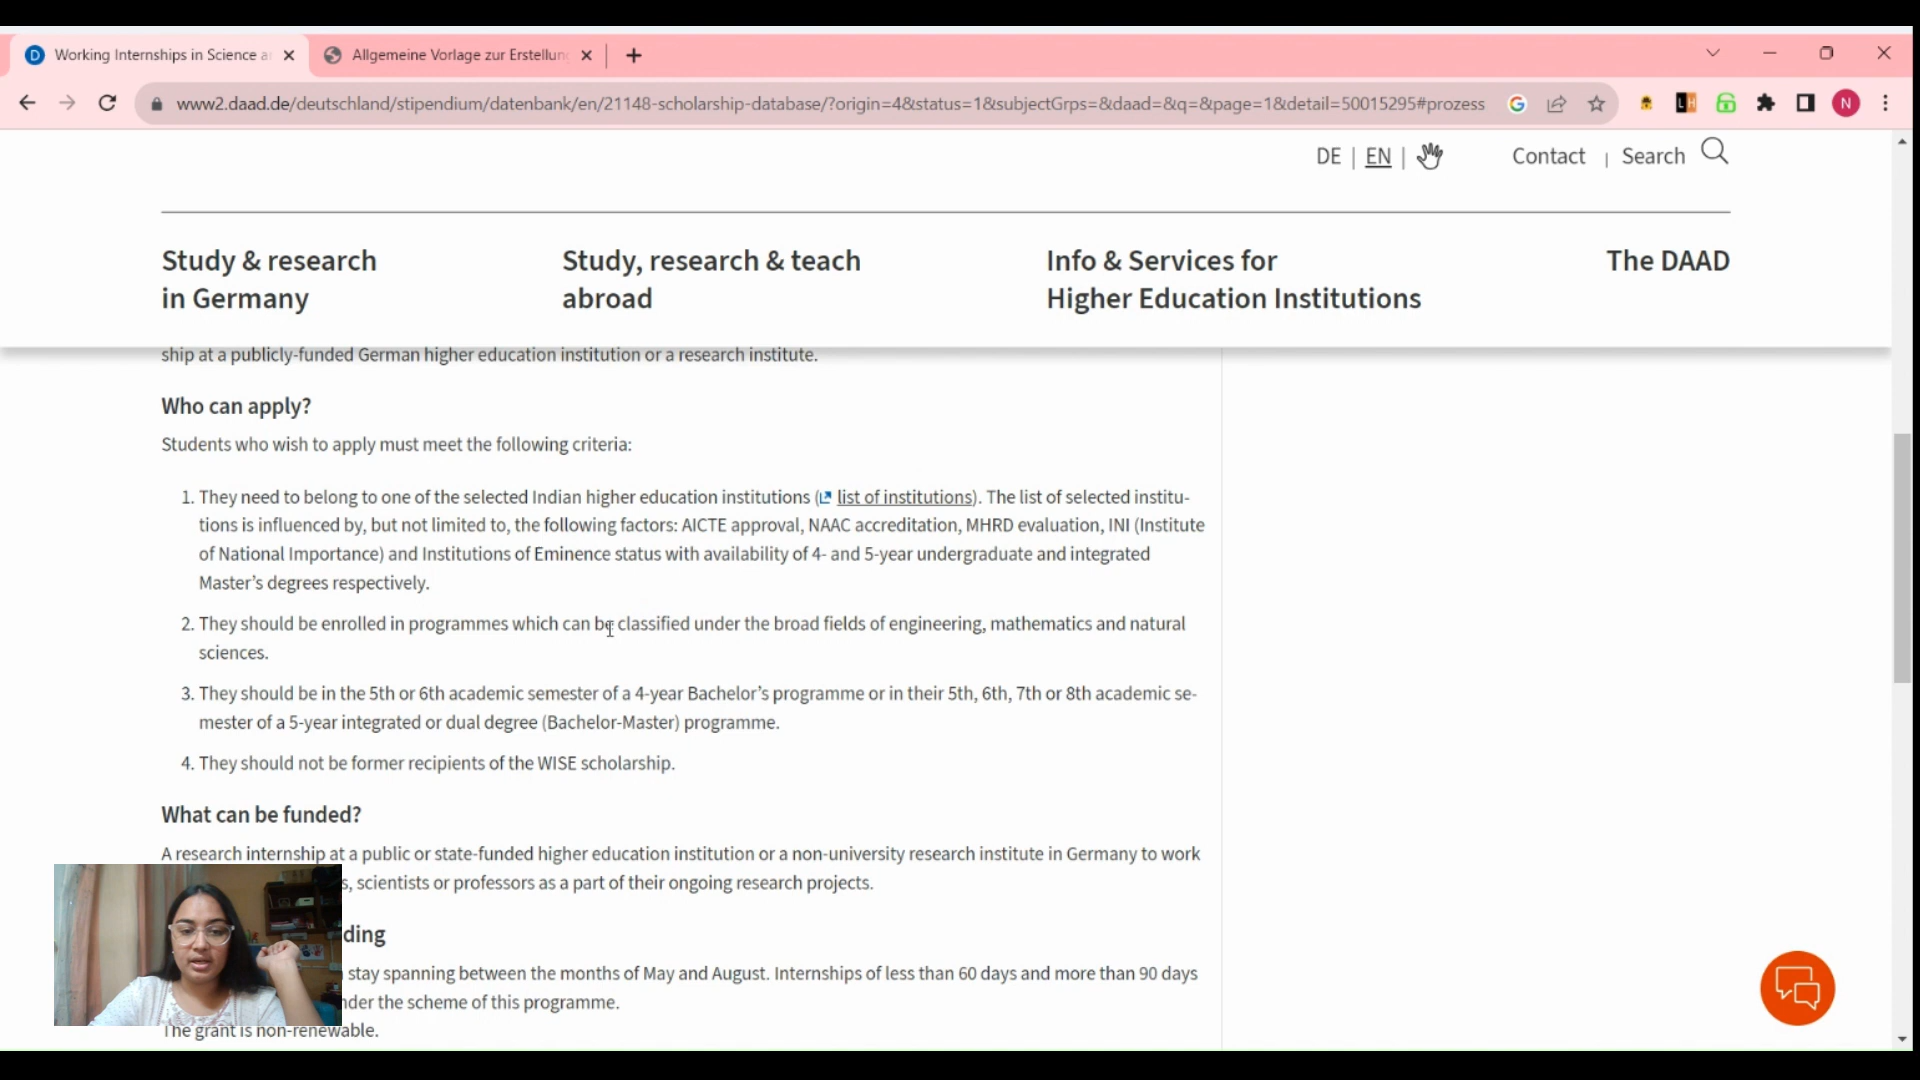 Working Internships in Science a
Allgemeine Vorlage zur Erstellung
www2.daad.de/deutschland/stipendium/datenbank/en/21148-scholarship-database/?origin=4&status=1&subjectGrps=&daad=&q=&page=1&detail=50015295#prozess
N
DE | EN |
Contact | Search
Study & research
in Germany
Study, research & teach
abroad
Info & Services for
Higher Education Institutions
The DAAD
ship at a publicly-funded German higher education institution or a research institute.
Who can apply?
Students who wish to apply must meet the following criteria:
1. They need to belong to one of the selected Indian higher education institutions (list of institutions). The list of selected institu-
tions is influenced by, but not limited to, the following factors: AICTE approval, NAAC accreditation, MHRD evaluation, INI (Institute
of National Importance) and Institutions of Eminence status with availability of 4- and 5-year undergraduate and integrated
Master’s degrees respectively.
2. They should be enrolled in programmes which can be classified under the broad fields of engineering, mathematics and natural
sciences.
3. They should be in the 5th or 6th academic semester of a 4-year Bachelor’s programme or in their 5th, 6th, 7th or 8th academic se-
mester of a 5-year integrated or dual degree (Bachelor-Master) programme.
4. They should not be former recipients of the WISE scholarship.
What can be funded?
A research internship at a public or state-funded higher education institution or a non-university research institute in Germany to work
s, scientists or professors as a part of their ongoing research projects.
ding
stay spanning between the months of May and August. Internships of less than 60 days and more than 90 days
nder the scheme of this programme.
The grant is non-renewable.